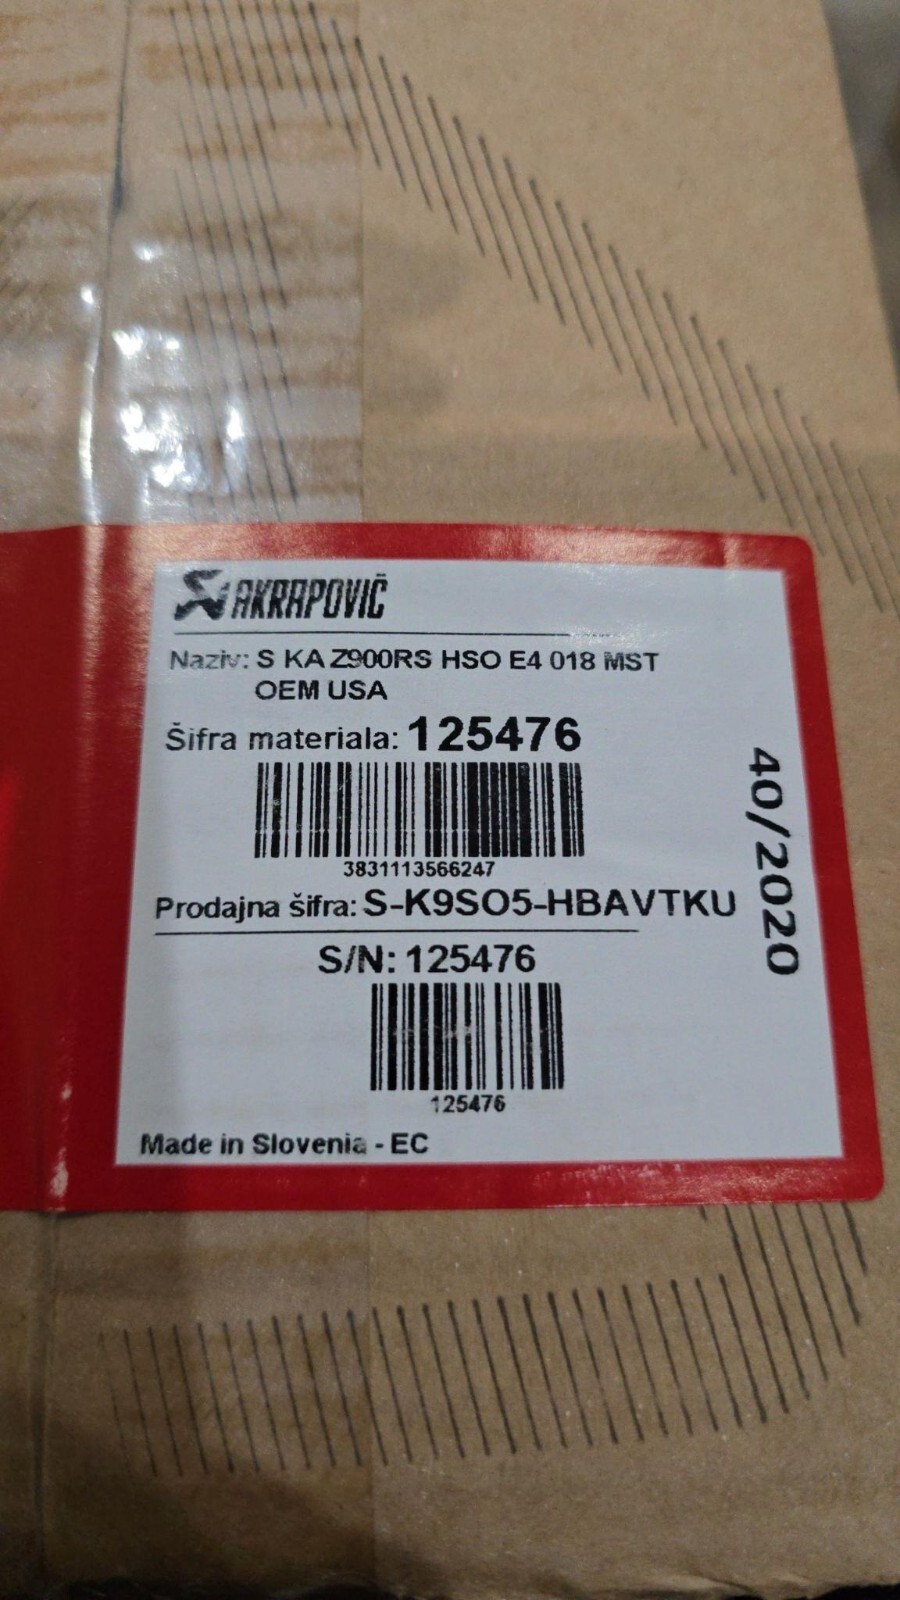 AKRAPOVIČ
Naziv: S KA Z900RS HSO E4 018 MST
OEM USA
Šifra materiala: 125476
3831113566247
Prodajna šifra: S-K9SO5-HBAVTKU
40/2020
S/N: 125476
125476
Made in Slovenia - EC